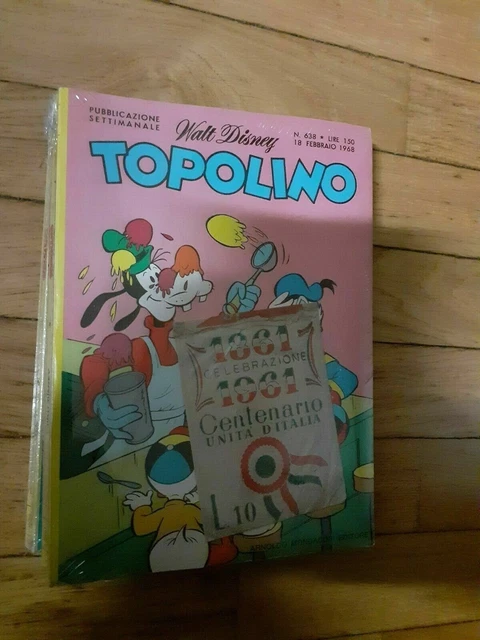 PUBBLICAZIONE
SETTIMANALE
Walt Disney
N. 638 • LIRE 150
18 FEBBRAIO 1968
TOPOLINO
1861
CELEBRAZIONE
1961
Centenario
UNITÀ D'ITALIA
L. 10